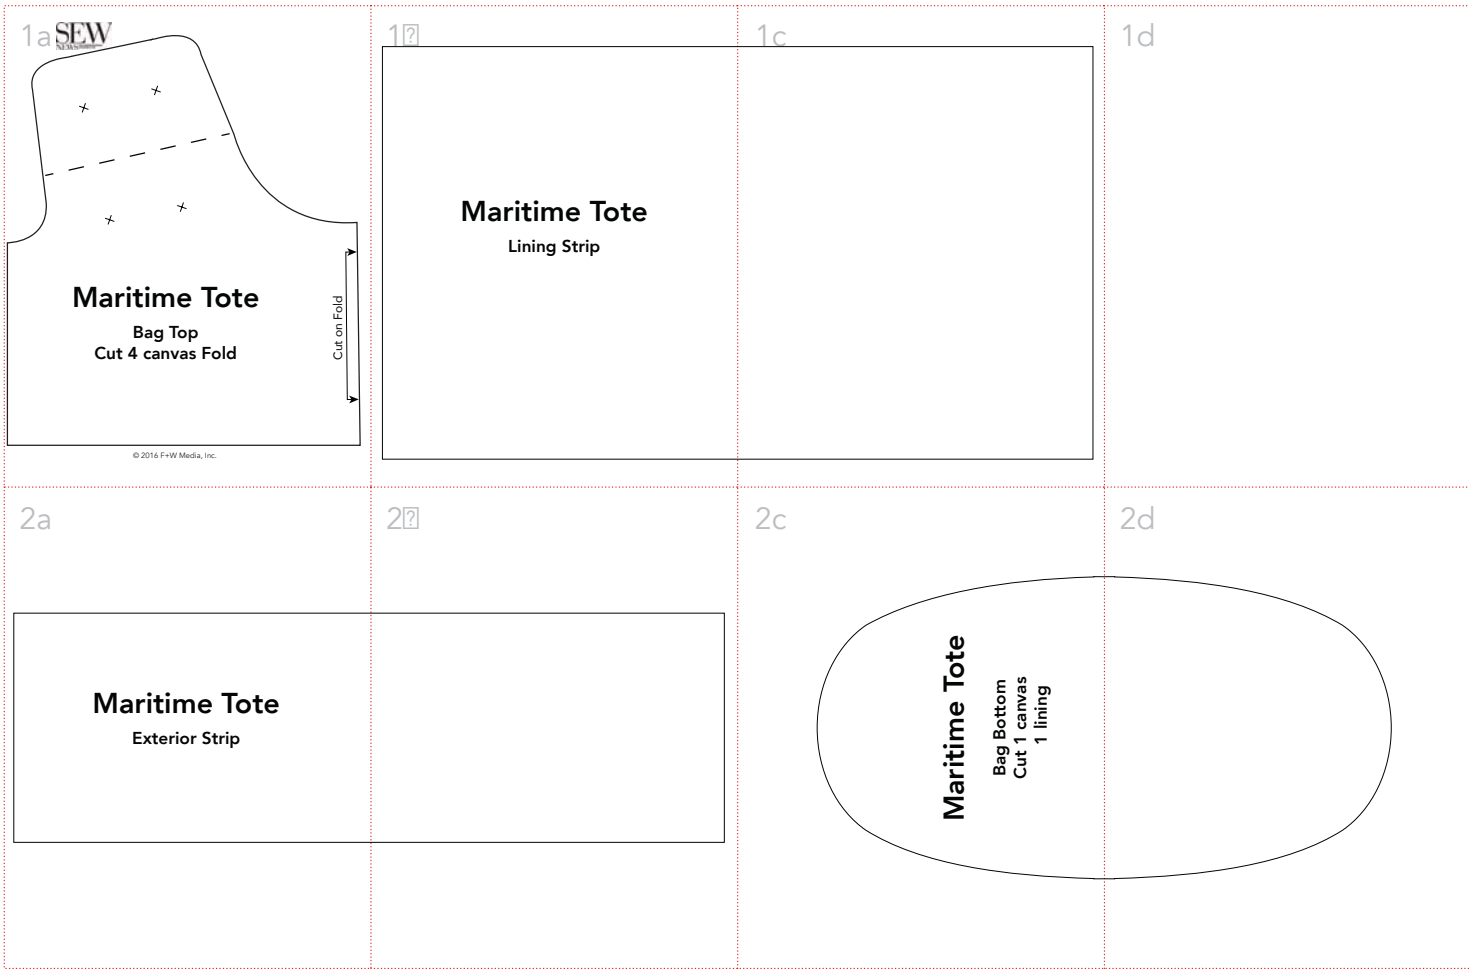 1a
SEW
NEWS
1�
1c
1d
Maritime Tote
Bag Top
Cut 4 canvas Fold
Cut on Fold
© 2016 F+W Media, Inc.
Maritime Tote
Lining Strip
2a
2�
2c
2d
Maritime Tote
Exterior Strip
Maritime Tote
Bag Bottom
Cut 1 canvas
1 lining